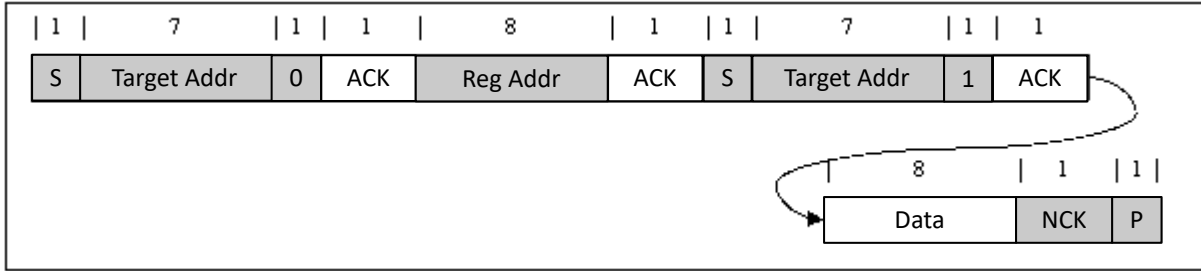 | 1 | 7 | 1 | 1 | 8 | 1 | 1 | 7 | 1 | 1
S Target Addr 0 ACK Reg Addr ACK S Target Addr 1 ACK
| 8 | 1 | 1 |
Data NCK P